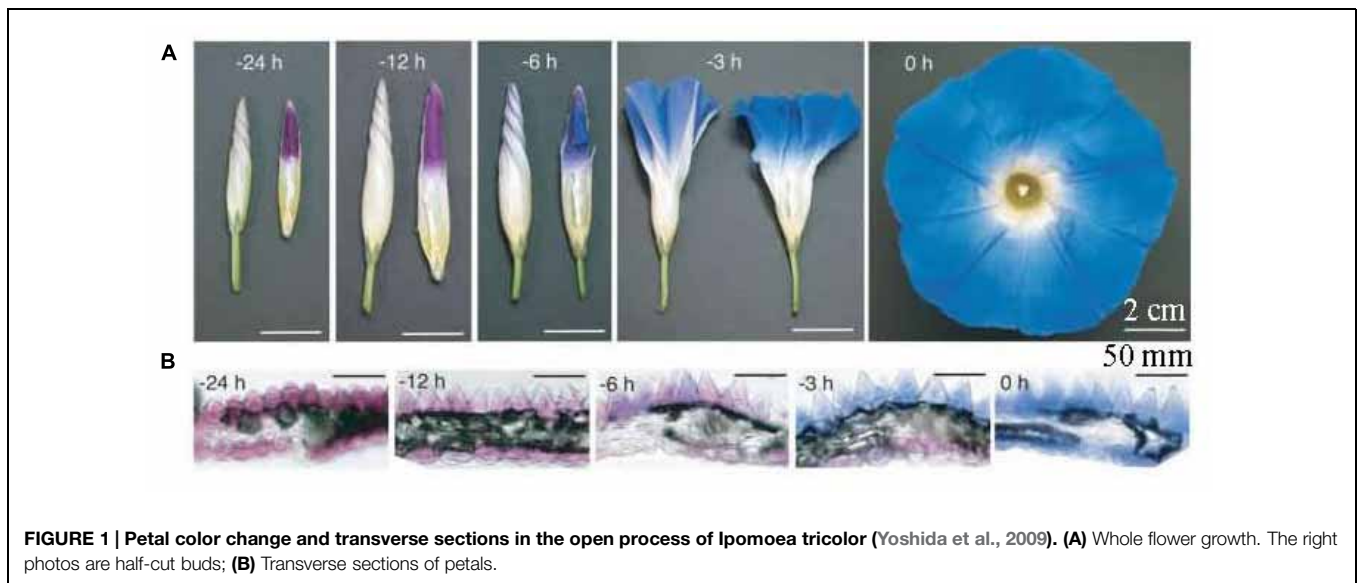 A
-24 h
-12 h
-6 h
-3 h
0 h
2 cm
50 mm
B
-24 h
-12 h
-6 h
-3 h
0 h
FIGURE 1 | Petal color change and transverse sections in the open process of Ipomoea tricolor (Yoshida et al., 2009). (A) Whole flower growth. The right
photos are half-cut buds; (B) Transverse sections of petals.